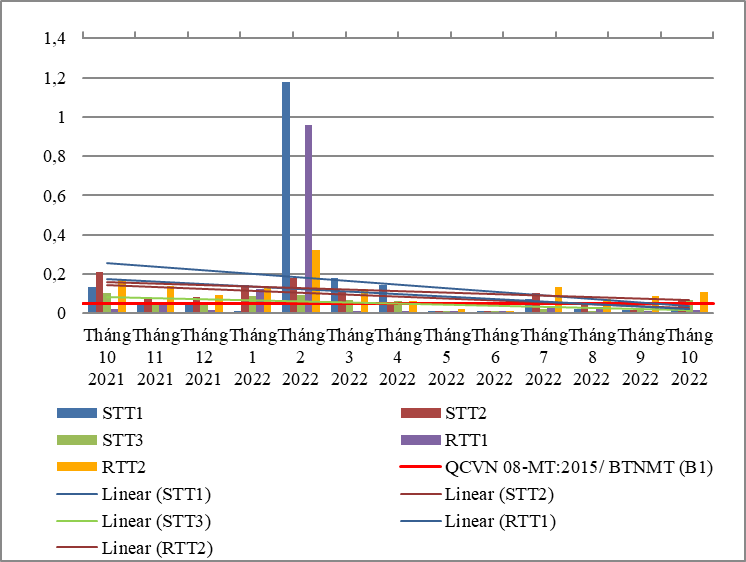 1,4
1,2
1
0,8
0,6
0,4
0,2
0
Tháng Tháng Tháng Tháng Tháng Tháng Tháng Tháng Tháng Tháng Tháng Tháng Tháng
10 11 12 1 2 3 4 5 6 7 8 9 10
2021 2021 2021 2022 2022 2022 2022 2022 2022 2022 2022 2022 2022
STT1 STT2
STT3 RTT1
RTT2 QCVN 08-MT:2015/ BTNMT (B1)
Linear (STT1) Linear (STT2)
Linear (STT3) Linear (RTT1)
Linear (RTT2)